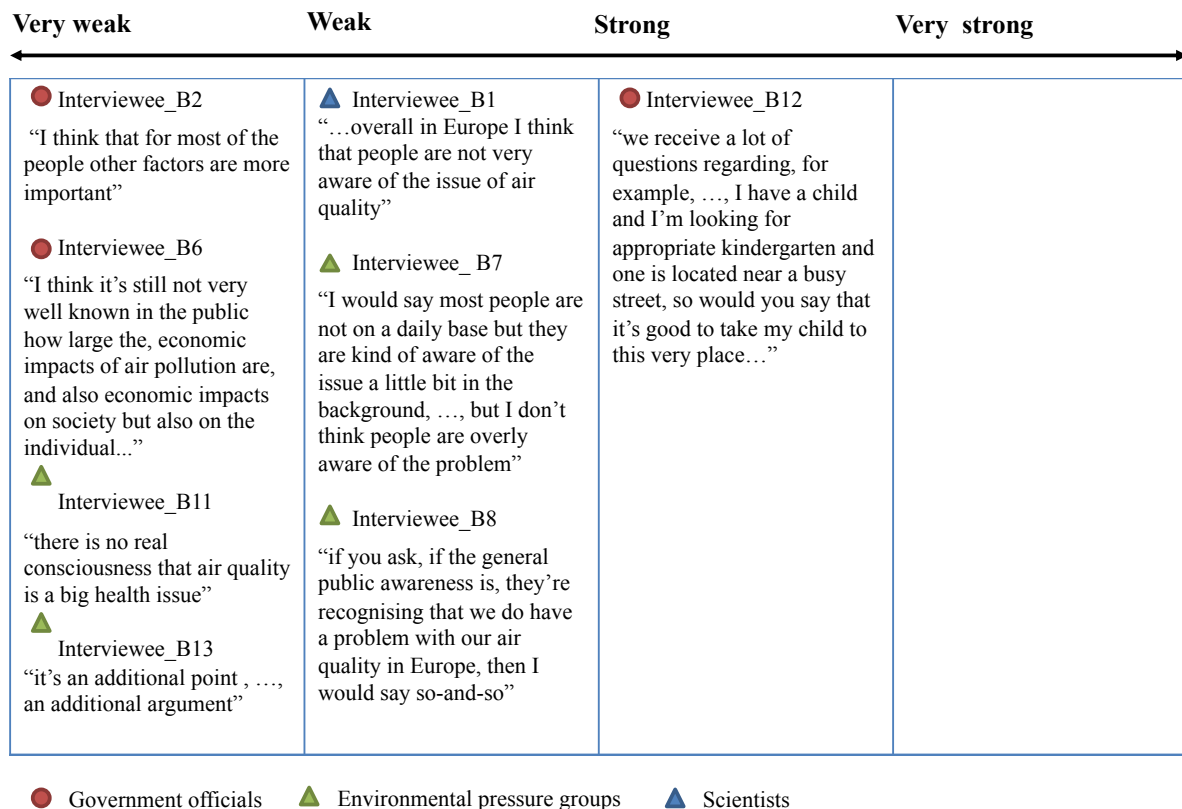 Very weak
Weak
Strong
Very strong
Interviewee_B2
“I think that for most of the
people other factors are more
important”
Interviewee_B6
“I think it’s still not very
well known in the public
how large the, economic
impacts of air pollution are,
and also economic impacts
on society but also on the
individual...”
Interviewee_B11
“there is no real
consciousness that air quality
is a big health issue”
Interviewee_B13
“it’s an additional point , …,
an additional argument”
Interviewee_B1
“…overall in Europe I think
that people are not very
aware of the issue of air
quality”
Interviewee_ B7
“I would say most people are
not on a daily base but they
are kind of aware of the
issue a little bit in the
background, …, but I don’t
think people are overly
aware of the problem”
Interviewee_B8
“if you ask, if the general
public awareness is, they’re
recognising that we do have
a problem with our air
quality in Europe, then I
would say so-and-so”
Interviewee_B12
“we receive a lot of
questions regarding, for
example, …, I have a child
and I’m looking for
appropriate kindergarten and
one is located near a busy
street, so would you say that
it’s good to take my child to
this very place…”
Government officials
Environmental pressure groups
Scientists